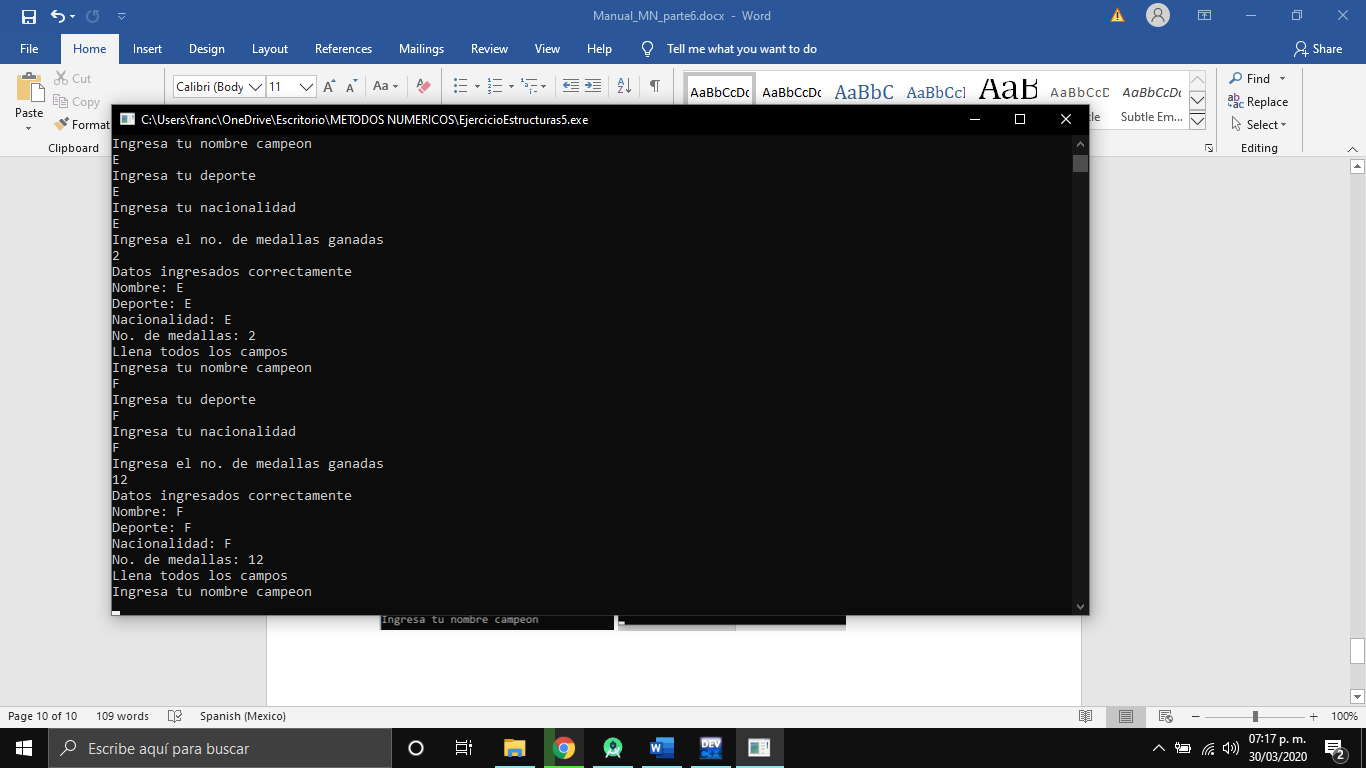 Manual_MN_parte6.docx - Word
File Home Insert Design Layout References Mailings Review View Help Tell me what you want to do Share
Paste
Cut
Copy
Format
Clipboard
Calibri (Body 11
Aa
AaBbCcDc AaBbCcDc AaBbC AaBbCcI AaB AaBbCcD AaBbCcDc
Subtle Em...
Find
Replace
Select
Editing
C:\Users\franc\OneDrive\Escritorio\METODOS NUMERICOS\EjercicioEstructuras5.exe
Ingresa tu nombre campeon
E
Ingresa tu deporte
E
Ingresa tu nacionalidad
E
Ingresa el no. de medallas ganadas
2
Datos ingresados correctamente
Nombre: E
Deporte: E
Nacionalidad: E
No. de medallas: 2
Llena todos los campos
Ingresa tu nombre campeon
F
Ingresa tu deporte
F
Ingresa tu nacionalidad
F
Ingresa el no. de medallas ganadas
12
Datos ingresados correctamente
Nombre: F
Deporte: F
Nacionalidad: F
No. de medallas: 12
Llena todos los campos
Ingresa tu nombre campeon
Ingresa tu nombre campeon
Page 10 of 10 109 words Spanish (Mexico) 100%
Escribe aquí para buscar
DEV C++
07:17 p. m.
30/03/2020
2